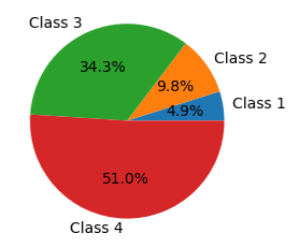 Class 3
34.3%
Class 2
9.8%
Class 1
4.9%
51.0%
Class 4